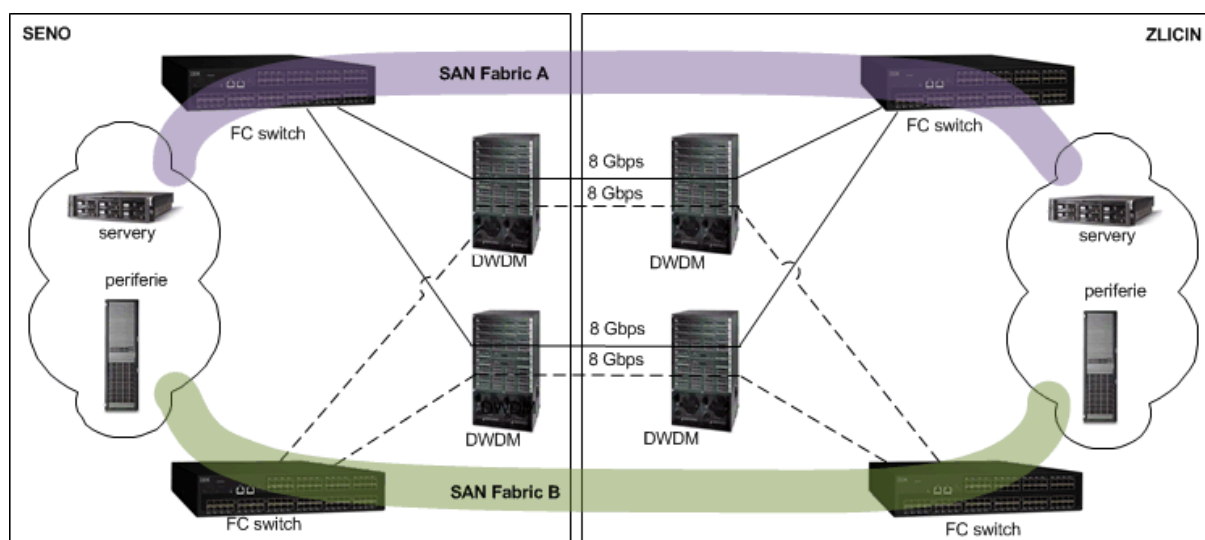 SENO
ZLICIN
SAN Fabric A
FC switch
FC switch
8 Gbps
8 Gbps
servery
servery
DWDM
DWDM
periferie
periferie
8 Gbps
8 Gbps
DWDM
DWDM
DWDM
SAN Fabric B
FC switch
FC switch